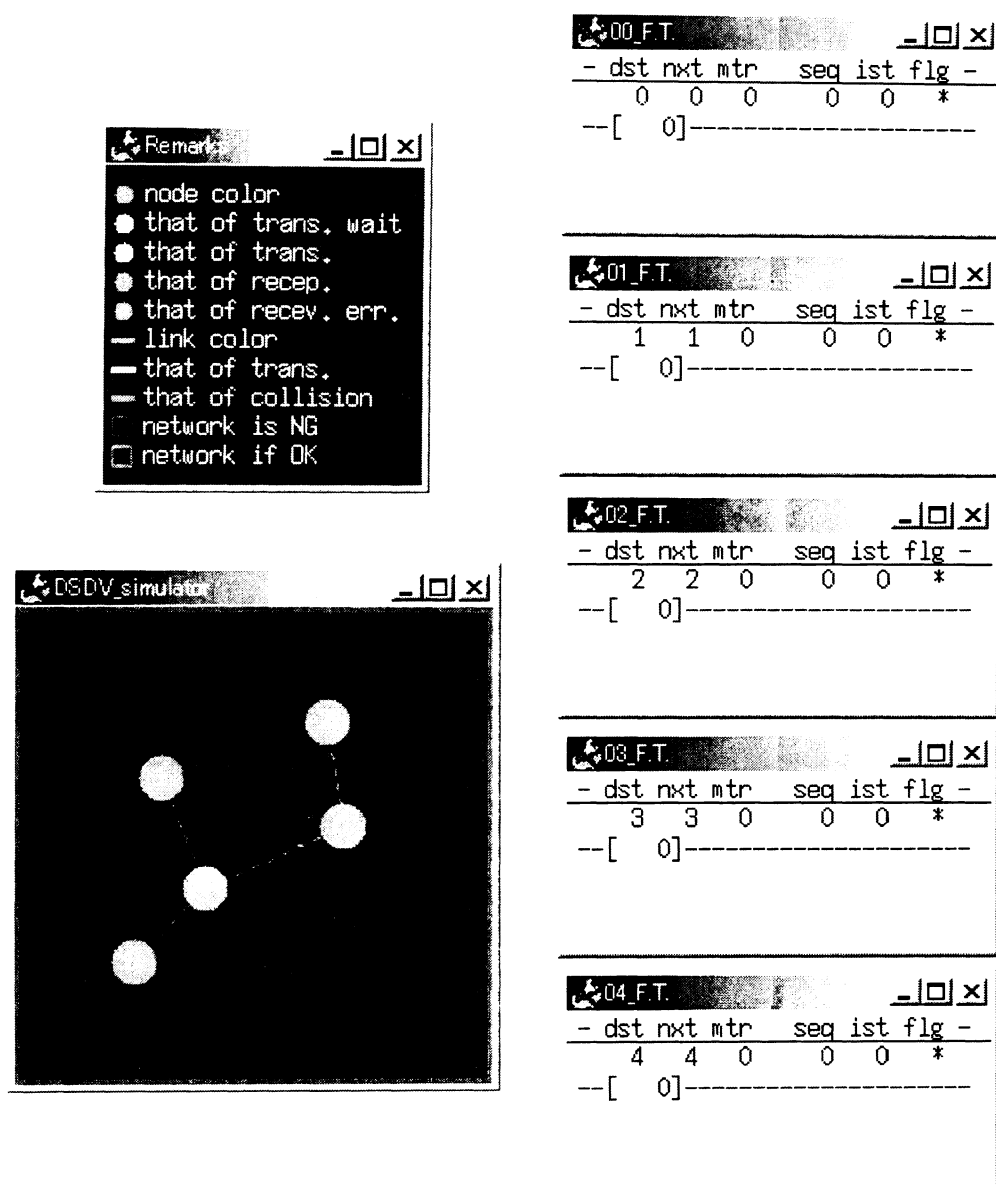 Remarks
node color
that of trans. wait
that of trans.
that of recep.
that of recev. err.
link color
that of trans.
that of collision
network is NG
network if OK
DSDV_simulator
00_F.T.
- dst nxt mtr seq ist flg -
0 0 0 0 0 *
--[ 0]---------------------
01_F.T.
- dst nxt mtr seq ist flg -
1 1 0 0 0 *
--[ 0]---------------------
02_F.T.
- dst nxt mtr seq ist flg -
2 2 0 0 0 *
--[ 0]---------------------
03_F.T.
- dst nxt mtr seq ist flg -
3 3 0 0 0 *
--[ 0]---------------------
04_F.T.
- dst nxt mtr seq ist flg -
4 4 0 0 0 *
--[ 0]---------------------